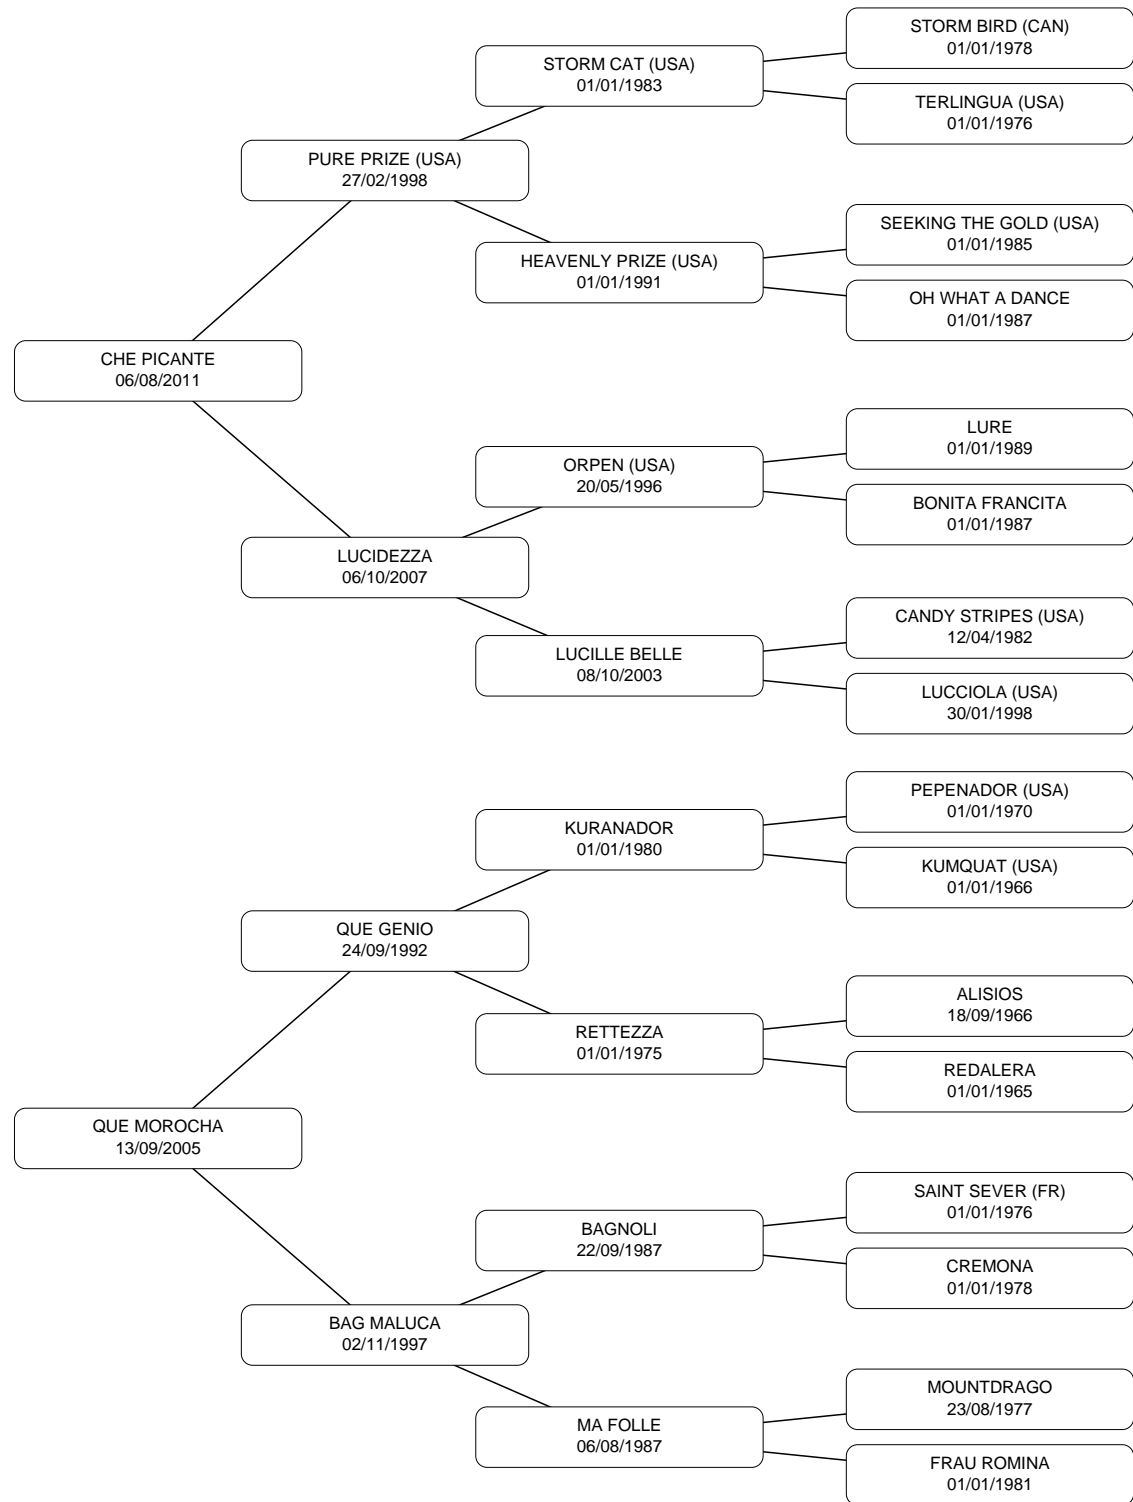 STORM BIRD (CAN)
01/01/1978
STORM CAT (USA)
01/01/1983
TERLINGUA (USA)
01/01/1976
PURE PRIZE (USA)
27/02/1998
SEEKING THE GOLD (USA)
01/01/1985
HEAVENLY PRIZE (USA)
01/01/1991
OH WHAT A DANCE
01/01/1987
CHE PICANTE
06/08/2011
LURE
01/01/1989
ORPEN (USA)
20/05/1996
BONITA FRANCITA
01/01/1987
LUCIDEZZA
06/10/2007
CANDY STRIPES (USA)
12/04/1982
LUCILLE BELLE
08/10/2003
LUCCIOLA (USA)
30/01/1998
PEPENADOR (USA)
01/01/1970
KURANADOR
01/01/1980
KUMQUAT (USA)
01/01/1966
QUE GENIO
24/09/1992
ALISIOS
18/09/1966
RETTEZZA
01/01/1975
REDALERA
01/01/1965
QUE MOROCHA
13/09/2005
SAINT SEVER (FR)
01/01/1976
BAGNOLI
22/09/1987
CREMONA
01/01/1978
BAG MALUCA
02/11/1997
MOUNTDRAGO
23/08/1977
MA FOLLE
06/08/1987
FRAU ROMINA
01/01/1981